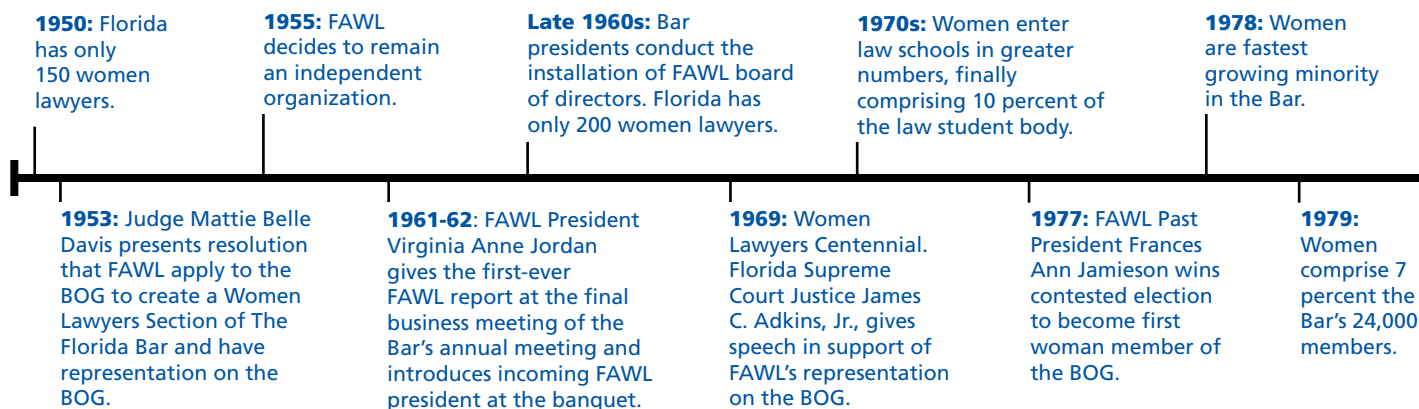 1950: Florida
has only
150 women
lawyers.
1955: FAWL
decides to remain
an independent
organization.
Late 1960s: Bar
presidents conduct the
installation of FAWL board
of directors. Florida has
only 200 women lawyers.
1970s: Women enter
law schools in greater
numbers, finally
comprising 10 percent of
the law student body.
1978: Women
are fastest
growing minority
in the Bar.
1953: Judge Mattie Belle
Davis presents resolution
that FAWL apply to the
BOG to create a Women
Lawyers Section of The
Florida Bar and have
representation on the
BOG.
1961-62: FAWL President
Virginia Anne Jordan
gives the first-ever
FAWL report at the final
business meeting of the
Bar’s annual meeting and
introduces incoming FAWL
president at the banquet.
1969: Women
Lawyers Centennial.
Florida Supreme
Court Justice James
C. Adkins, Jr., gives
speech in support of
FAWL’s representation
on the BOG.
1977: FAWL Past
President Frances
Ann Jamieson wins
contested election
to become first
woman member of
the BOG.
1979:
Women
comprise 7
percent the
Bar’s 24,000
members.